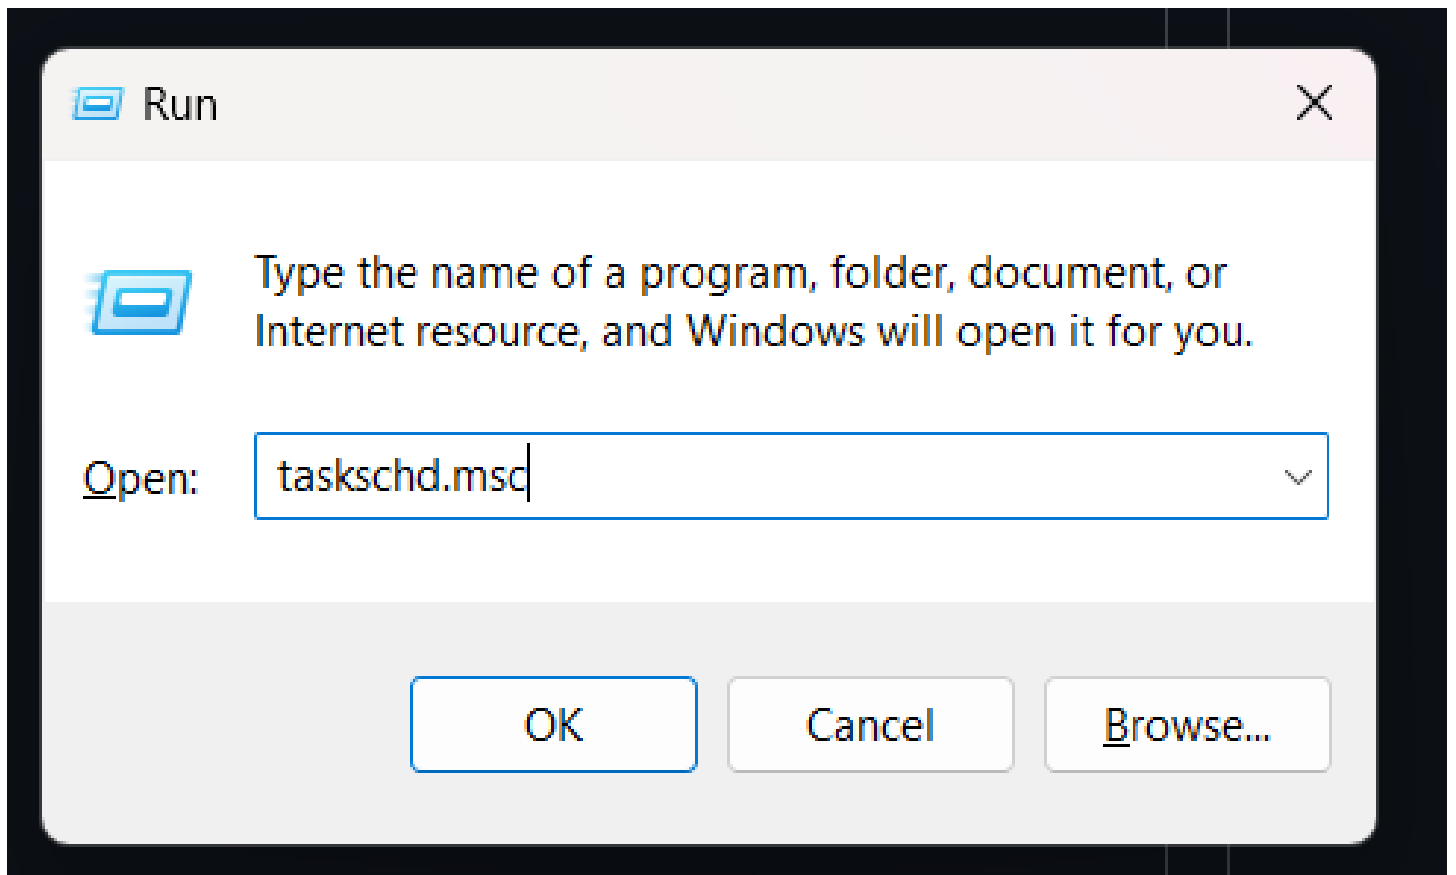 Run
Type the name of a program, folder, document, or
Internet resource, and Windows will open it for you.
Open: taskschd.msc
OK Cancel Browse...